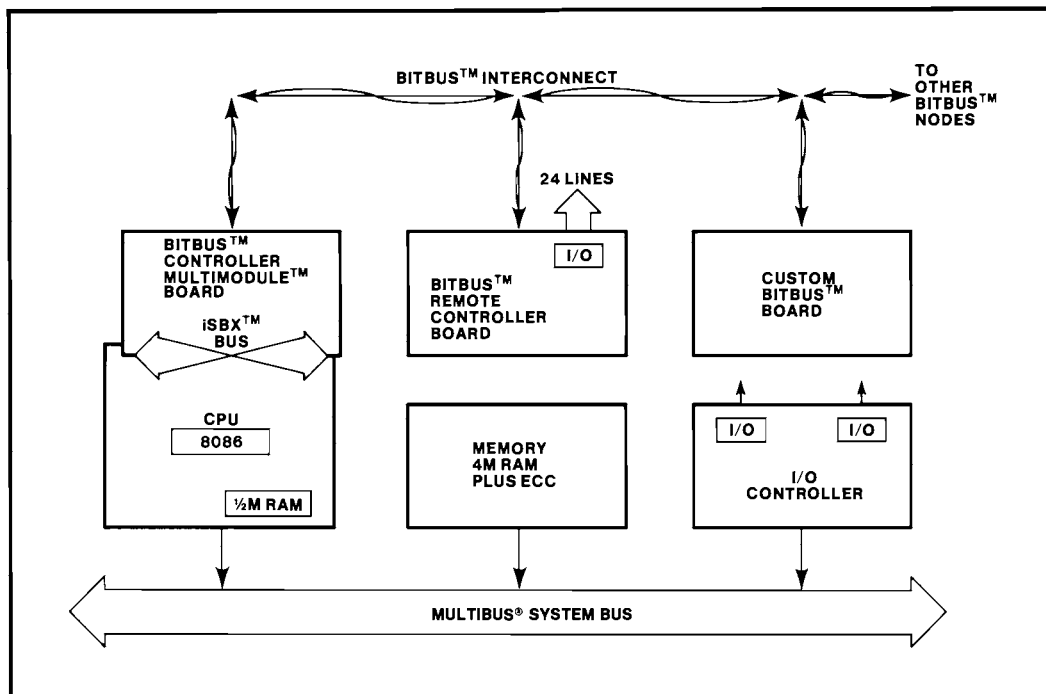 BITBUS™ INTERCONNECT
TO
OTHER
BITBUS™
NODES
24 LINES
BITBUS™
CONTROLLER
MULTIMODULE™
BOARD
iSBX™
BUS
I/O
BITBUS™
REMOTE
CONTROLLER
BOARD
CUSTOM
BITBUS™
BOARD
CPU
8086
½M RAM
MEMORY
4M RAM
PLUS ECC
I/O
I/O
I/O
CONTROLLER
MULTIBUS® SYSTEM BUS